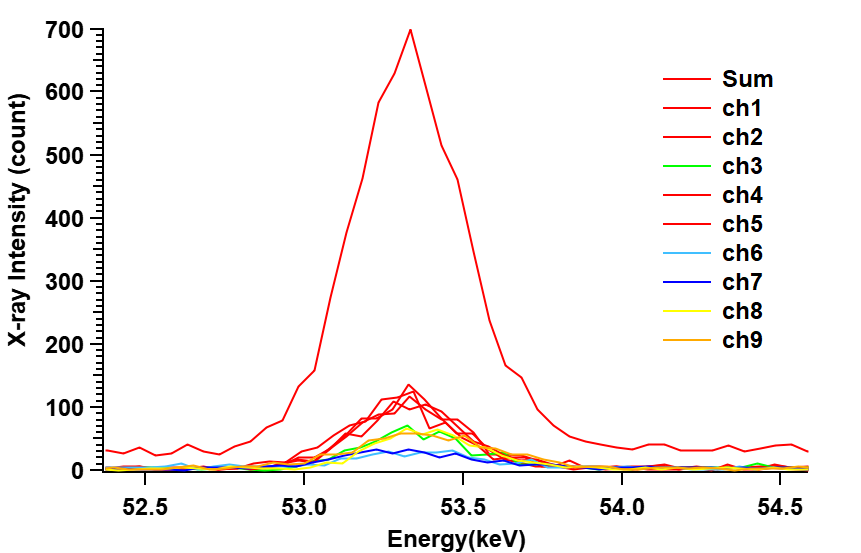 X-ray Intensity (count)
700
600
500
400
300
200
100
0
Sum
ch1
ch2
ch3
ch4
ch5
ch6
ch7
ch8
ch9
52.5 53.0 53.5 54.0 54.5
Energy(keV)